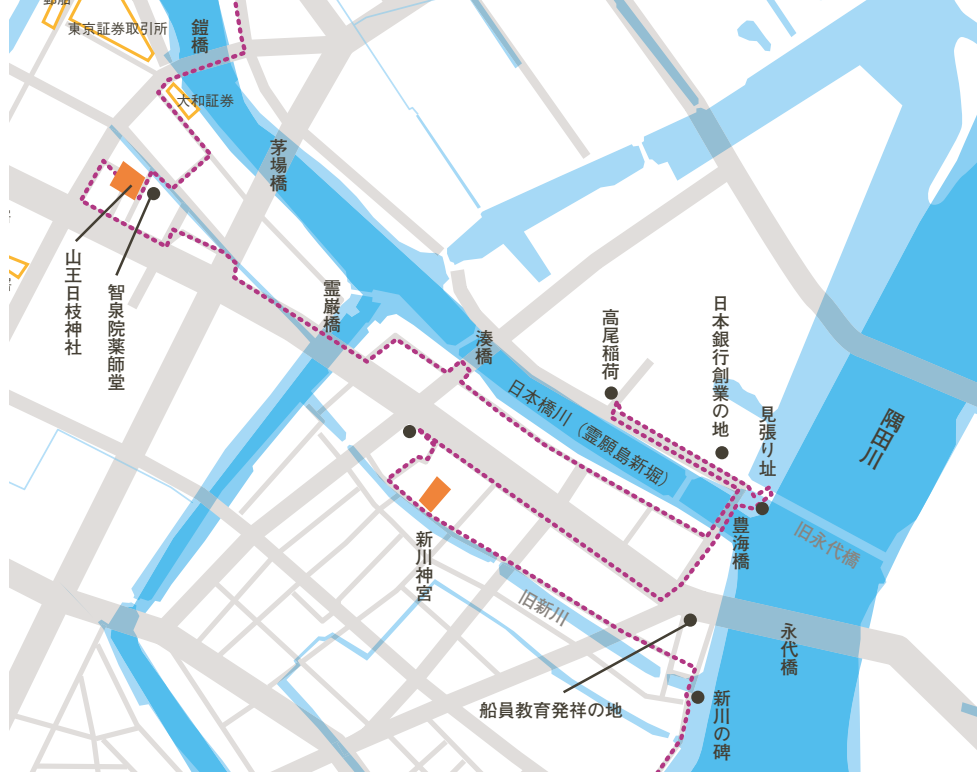 東京証券取引所
鎧橋
大和証券
茅場橋
山王日枝神社
智泉院薬師堂
霊巌橋
湊橋
高尾稲荷
日本銀行創業の地
見張り址
日本橋川（霊願島新堀）
隅田川
豊海橋
旧永代橋
新川神宮
旧新川
永代橋
船員教育発祥の地
新川の碑